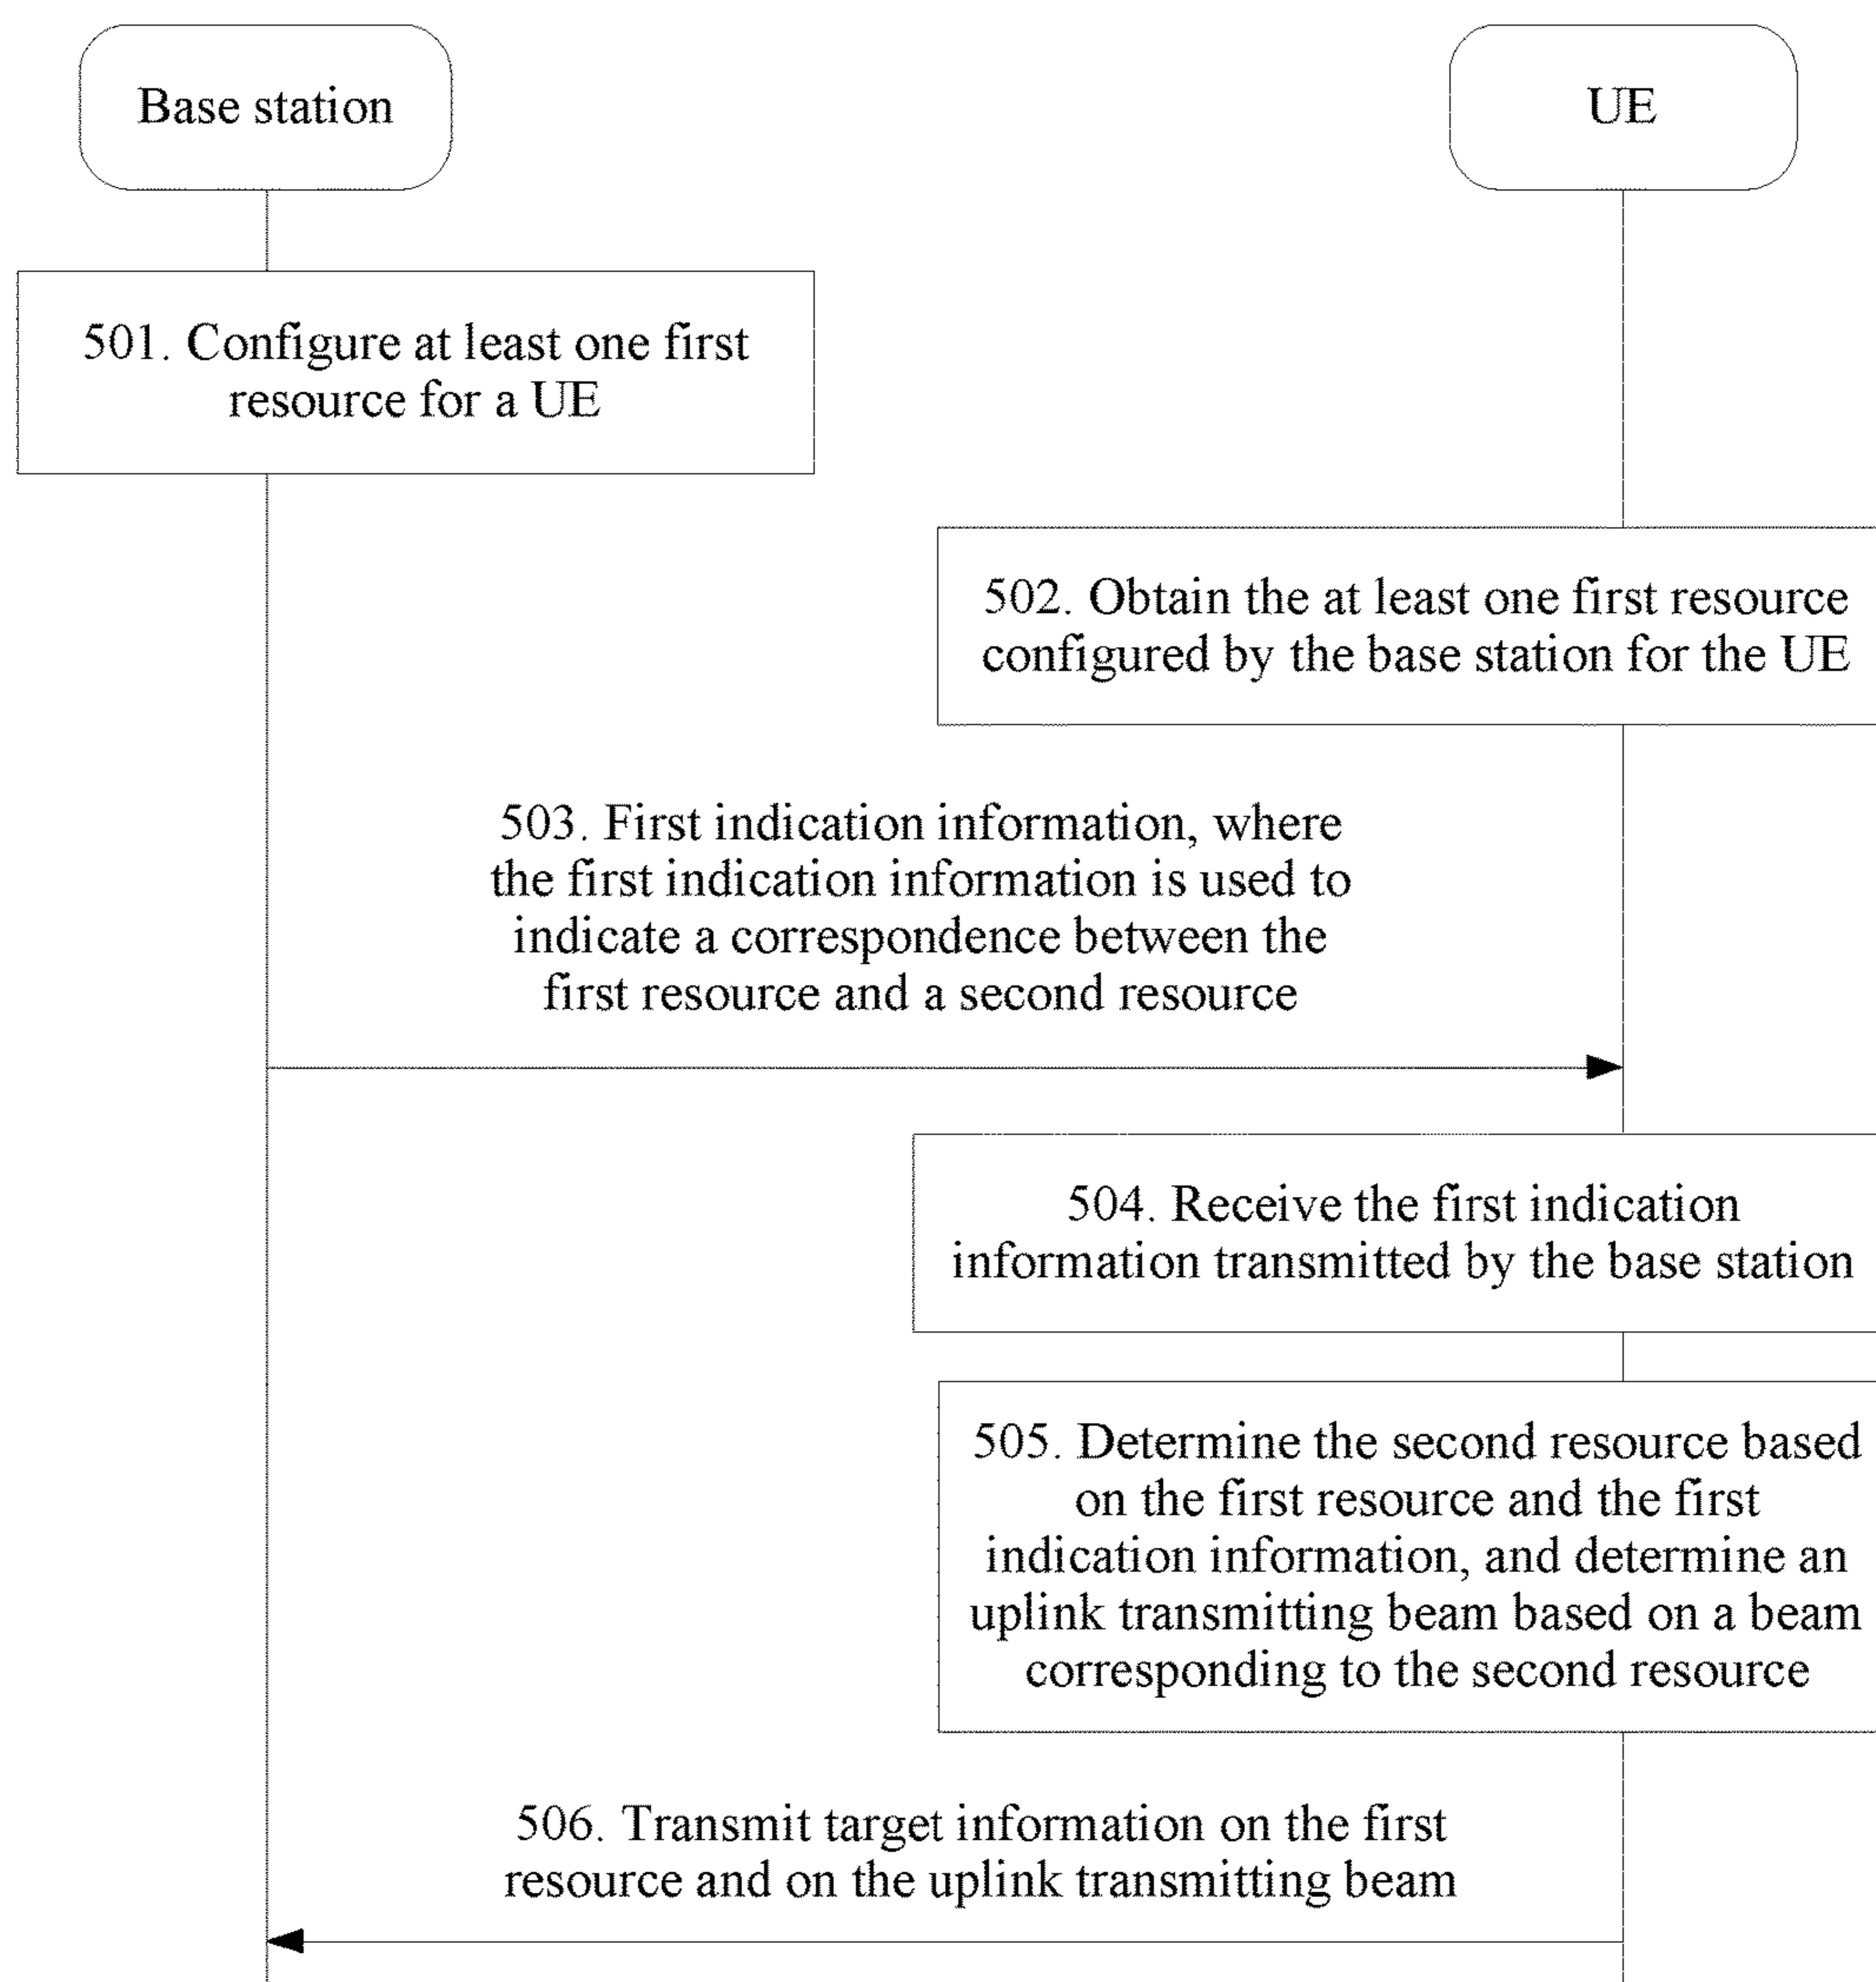 Base station
UE
501. Configure at least one first
resource for a UE
502. Obtain the at least one first resource
configured by the base station for the UE
503. First indication information, where
the first indication information is used to
indicate a correspondence between the
first resource and a second resource
504. Receive the first indication
information transmitted by the base station
505. Determine the second resource based
on the first resource and the first
indication information, and determine an
uplink transmitting beam based on a beam
corresponding to the second resource
506. Transmit target information on the first
resource and on the uplink transmitting beam